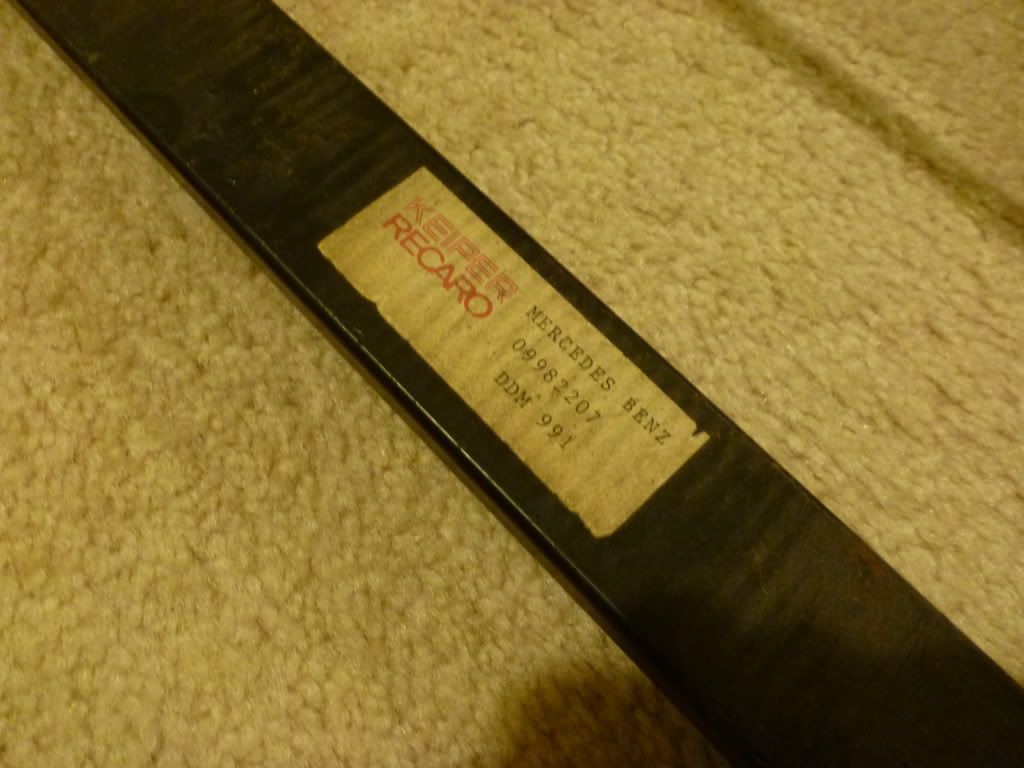 KEIPER
RECARO
MERCEDES BENZ
09982207
DDM 991